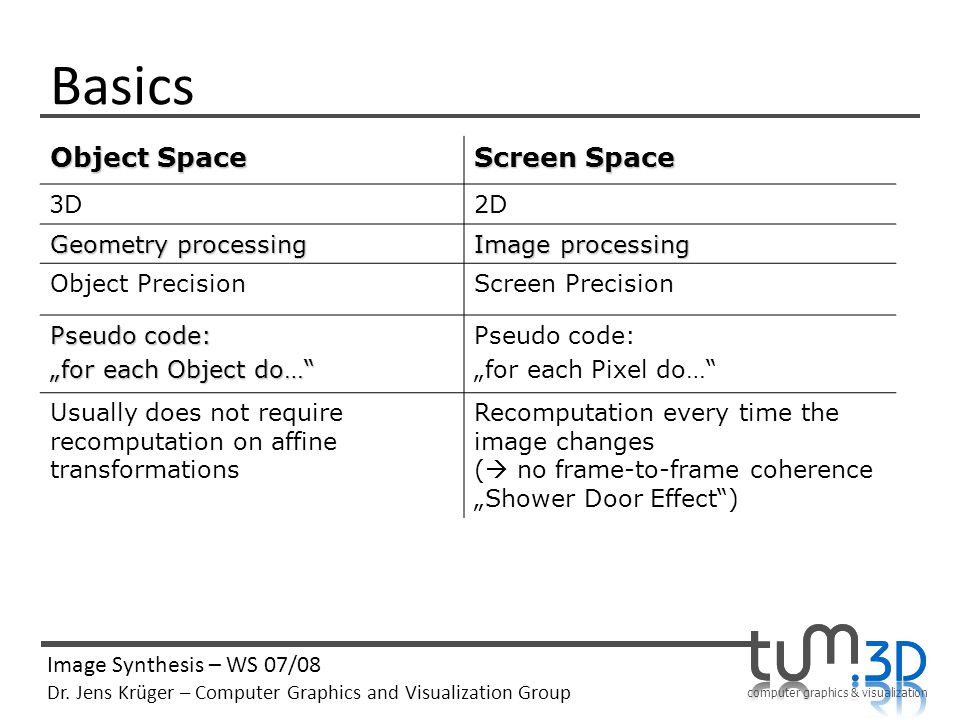 Basics
Object Space
Screen Space
3D
2D
Geometry processing
Image processing
Object Precision
Screen Precision
Pseudo code:
„for each Object do…“
Pseudo code:
„for each Pixel do…“
Usually does not require
recomputation on affine
transformations
Recomputation every time the
image changes
(→ no frame-to-frame coherence
„Shower Door Effect“)
Image Synthesis – WS 07/08
Dr. Jens Krüger – Computer Graphics and Visualization Group
tum.3D
computer graphics & visualization